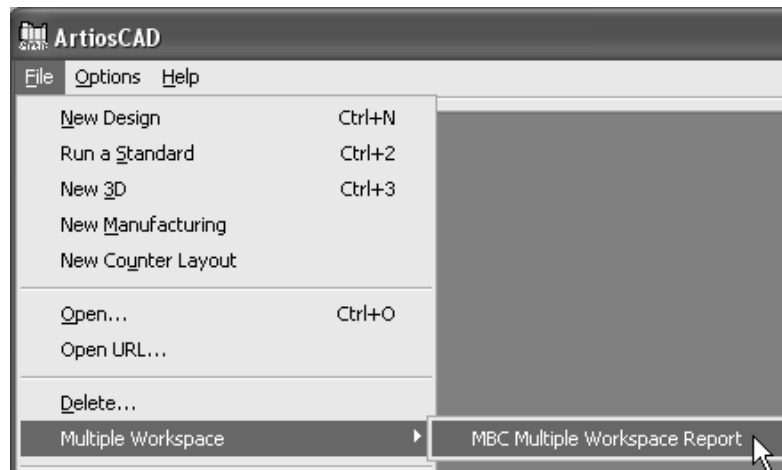 ArtiosCAD
File Options Help
New Design Ctrl+N
Run a Standard Ctrl+2
New 3D Ctrl+3
New Manufacturing
New Counter Layout
Open... Ctrl+O
Open URL...
Delete...
Multiple Workspace MBC Multiple Workspace Report